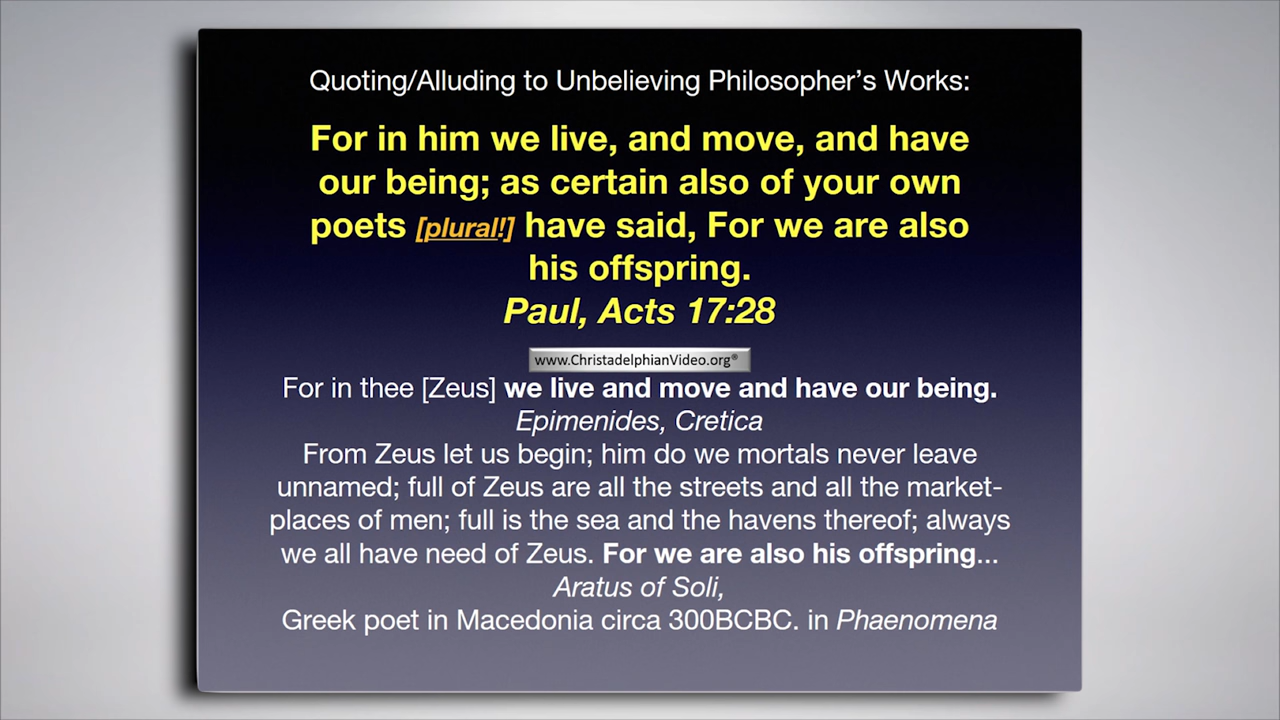 Quoting/Alluding to Unbelieving Philosopher’s Works:
For in him we live, and move, and have
our being; as certain also of your own
poets [plural!] have said, For we are also
his offspring.
Paul, Acts 17:28
www.ChristadelphianVideo.org®
For in thee [Zeus] we live and move and have our being.
Epimenides, Cretica
From Zeus let us begin; him do we mortals never leave
unnamed; full of Zeus are all the streets and all the market-
places of men; full is the sea and the havens thereof; always
we all have need of Zeus. For we are also his offspring...
Aratus of Soli,
Greek poet in Macedonia circa 300BCBC. in Phaenomena